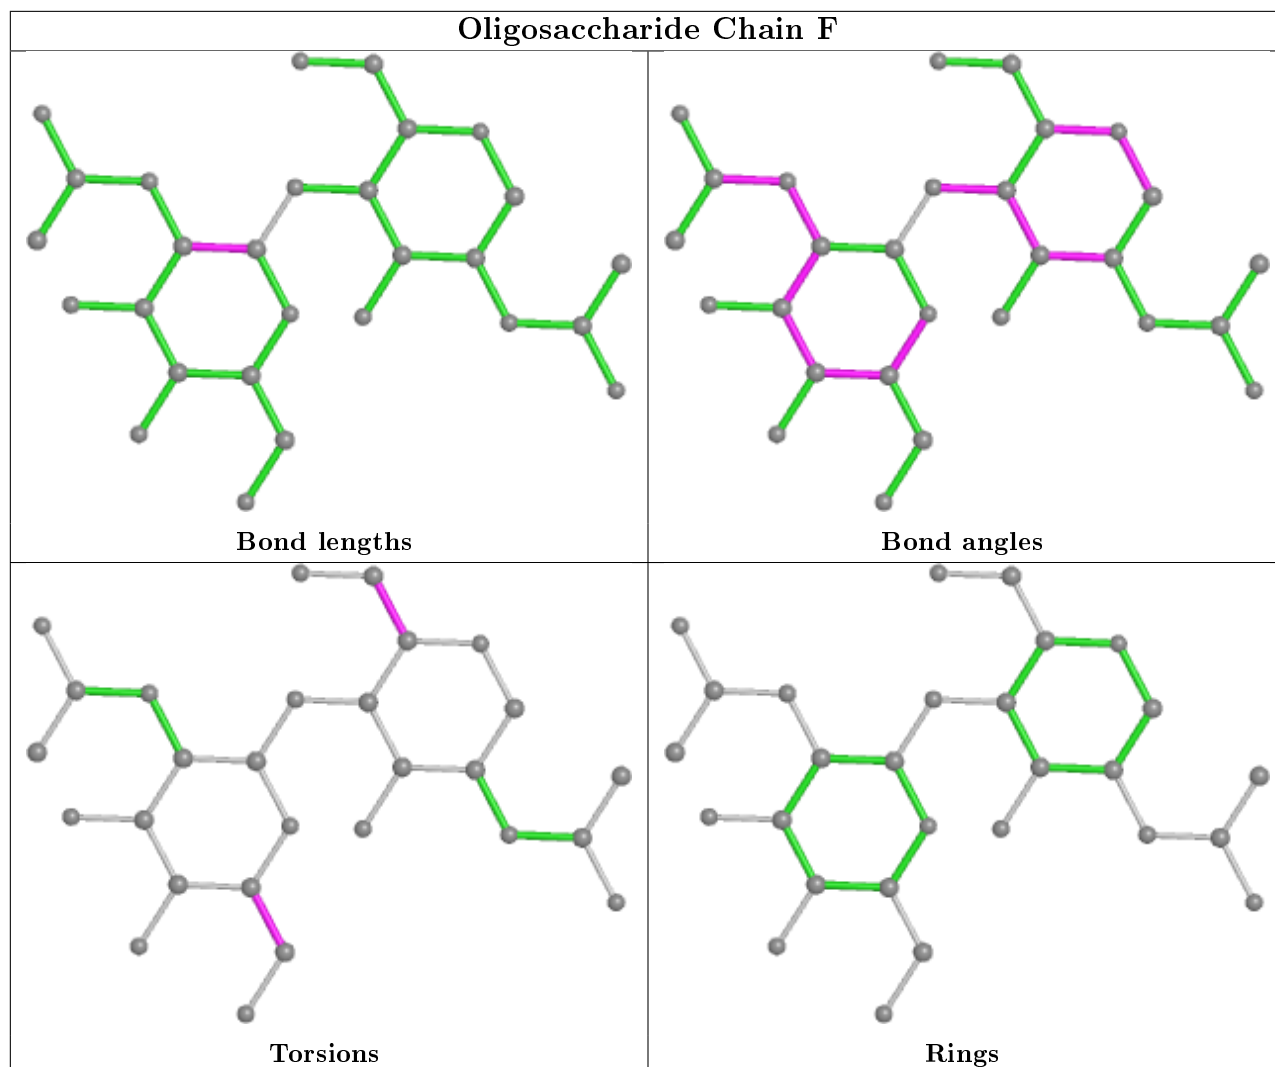 Oligosaccharide Chain F
Bond lengths
Bond angles
Torsions
Rings